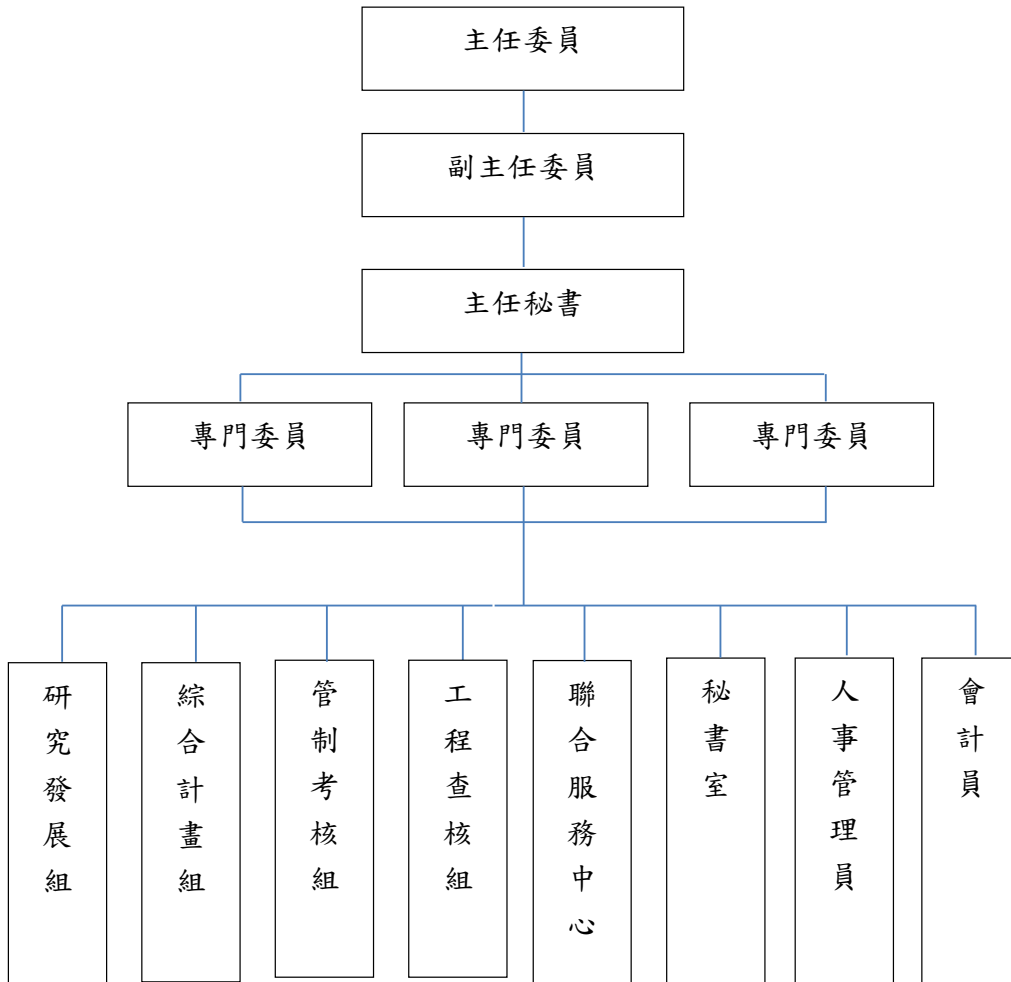 主任委員
副主任委員
主任秘書
專門委員
專門委員
專門委員
研究發展組
綜合計畫組
管制考核組
工程查核組
聯合服務中心
秘書室
人事管理員
會計員